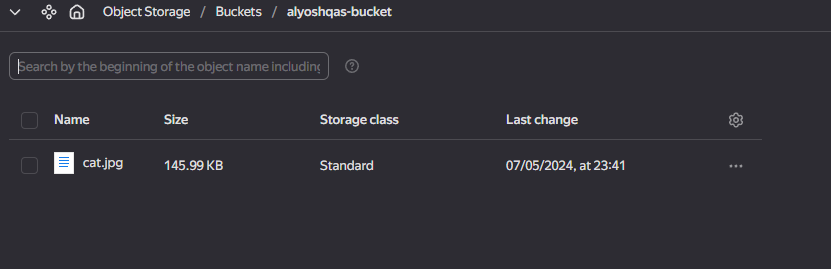 Object Storage / Buckets / alyoshqas-bucket
Search by the beginning of the object name including
Name Size Storage class Last change
cat.jpg 145.99 KB Standard 07/05/2024, at 23:41